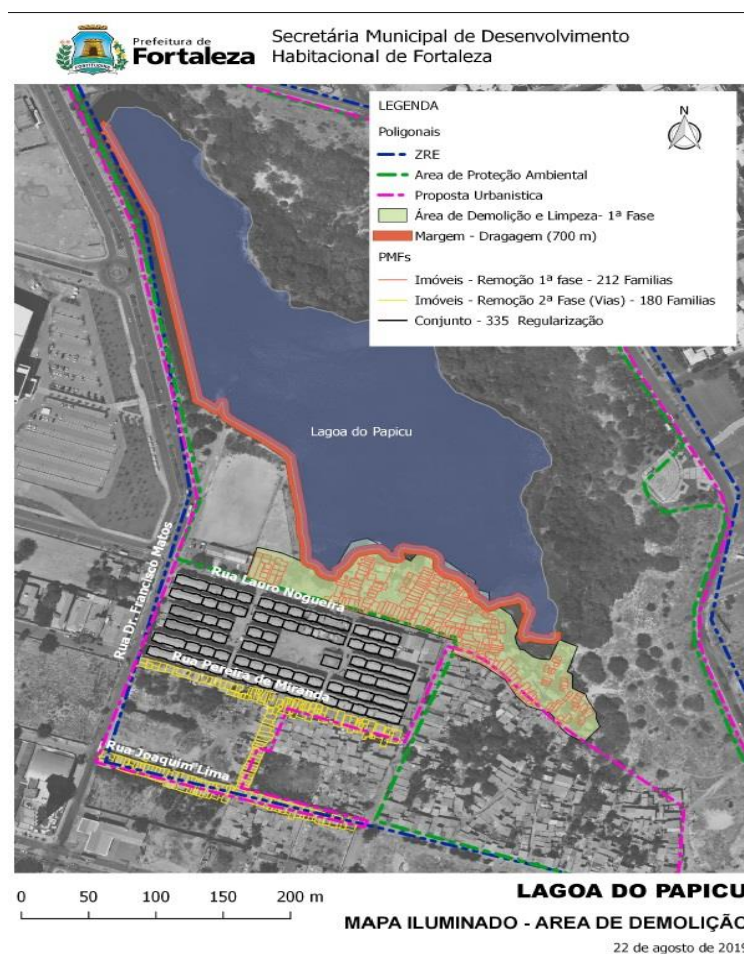 Prefeitura de
Fortaleza
Secretária Municipal de Desenvolvimento
Habitacional de Fortaleza
LEGENDA
N
Poligonais
ZRE
Area de Proteção Ambiental
Proposta Urbanistica
Área de Demolição e Limpeza- 1ª Fase
Margem - Dragagem (700 m)
PMFs
Imóveis - Remoção 1ª fase - 212 Familias
Imóveis - Remoção 2ª Fase (Vias) - 180 Familias
Conjunto - 335 Regularização
Lagoa do Papicu
Rua Dr. Francisco Matos
Rua Lauro Nogueira
Rua Pereira de Miranda
Rua Joaquim Lima
0 50 100 150 200 m
LAGOA DO PAPICU
MAPA ILUMINADO - AREA DE DEMOLIÇÃO
22 de agosto de 2019